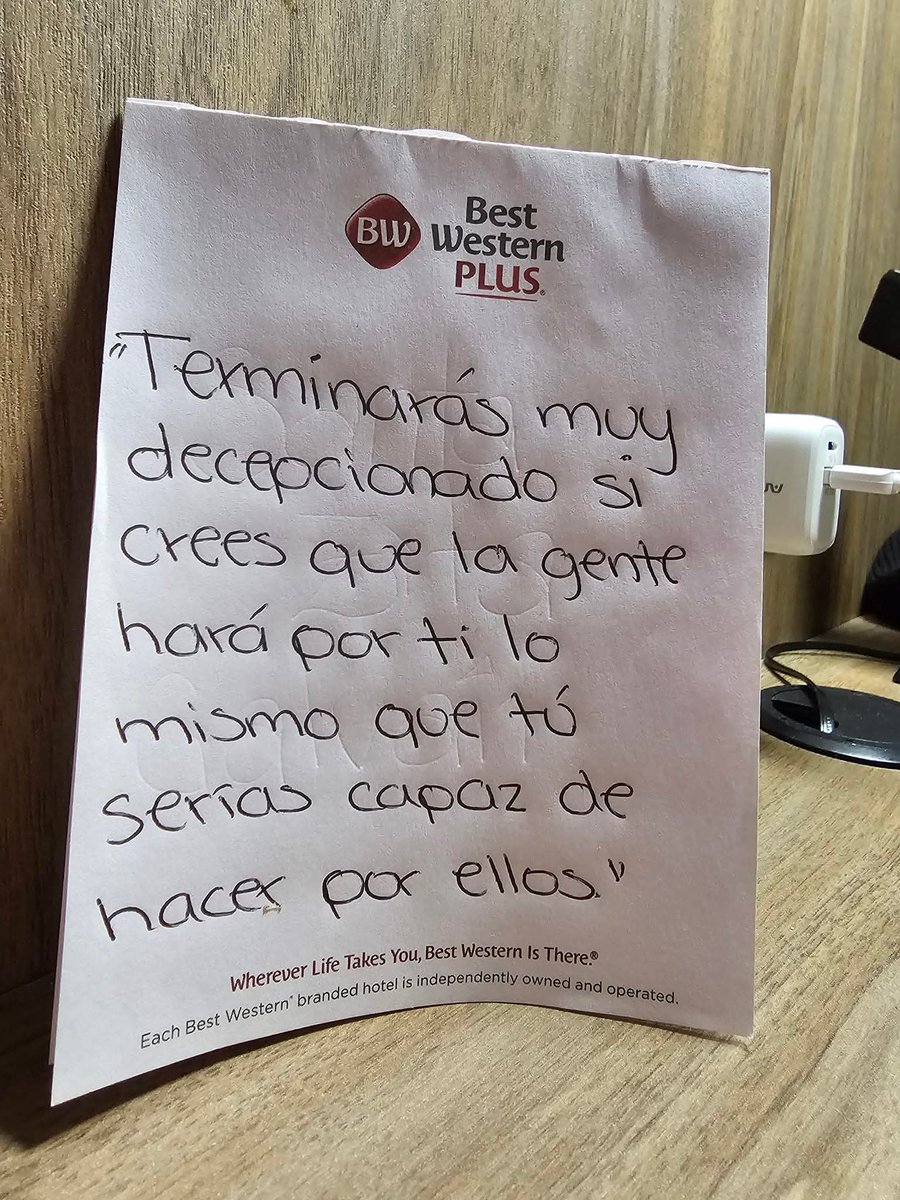 BW
Best
Western
PLUS®
"Terminarás muy
decepcionado si
crees que la gente
hará por ti lo
mismo que tú
serías capaz de
hacer por ellos."
Wherever Life Takes You, Best Western Is There.®
Each Best Western® branded hotel is independently owned and operated.